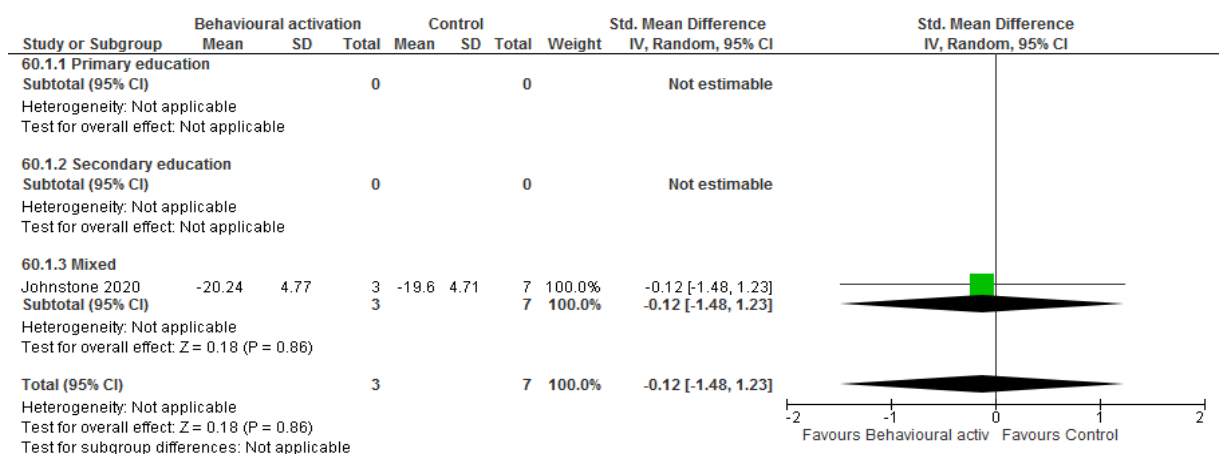 Behavioural activation Control Std. Mean Difference Std. Mean Difference
Study or Subgroup Mean SD Total Mean SD Total Weight IV, Random, 95% CI IV, Random, 95% CI
60.1.1 Primary education
Subtotal (95% CI) 0 0 Not estimable
Heterogeneity: Not applicable
Test for overall effect: Not applicable
60.1.2 Secondary education
Subtotal (95% CI) 0 0 Not estimable
Heterogeneity: Not applicable
Test for overall effect: Not applicable
60.1.3 Mixed
Johnstone 2020 -20.24 4.77 3 -19.6 4.71 7 100.0% -0.12 [-1.48, 1.23]
Subtotal (95% CI) 3 7 100.0% -0.12 [-1.48, 1.23]
Heterogeneity: Not applicable
Test for overall effect: Z = 0.18 (P = 0.86)
Total (95% CI) 3 7 100.0% -0.12 [-1.48, 1.23]
Heterogeneity: Not applicable
Test for overall effect: Z = 0.18 (P = 0.86)
Test for subgroup differences: Not applicable
-2 -1 0 1 2
Favours Behavioural activ Favours Control